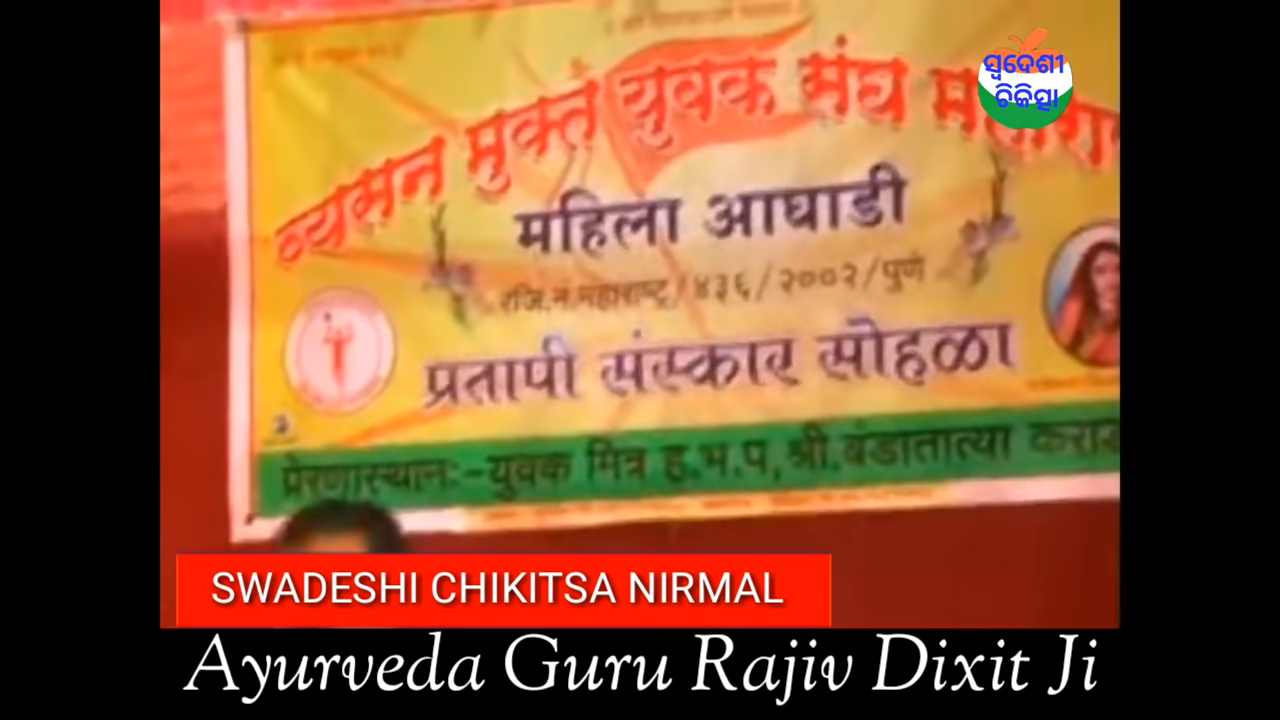 स्वदेशी
ଚିକିତ୍ସା
व्यसन मुक्त युवक संघ
महिला आघाडी
रजि.न.महाराष्ट्र/४३६/२००२/पुणे
प्रतापी संस्कार सोहळा
प्रेरणास्थान:-युवक मित्र ह.भ.प,श्री.बंडातात्या
SWADESHI CHIKITSA NIRMAL
Ayurveda Guru Rajiv Dixit Ji